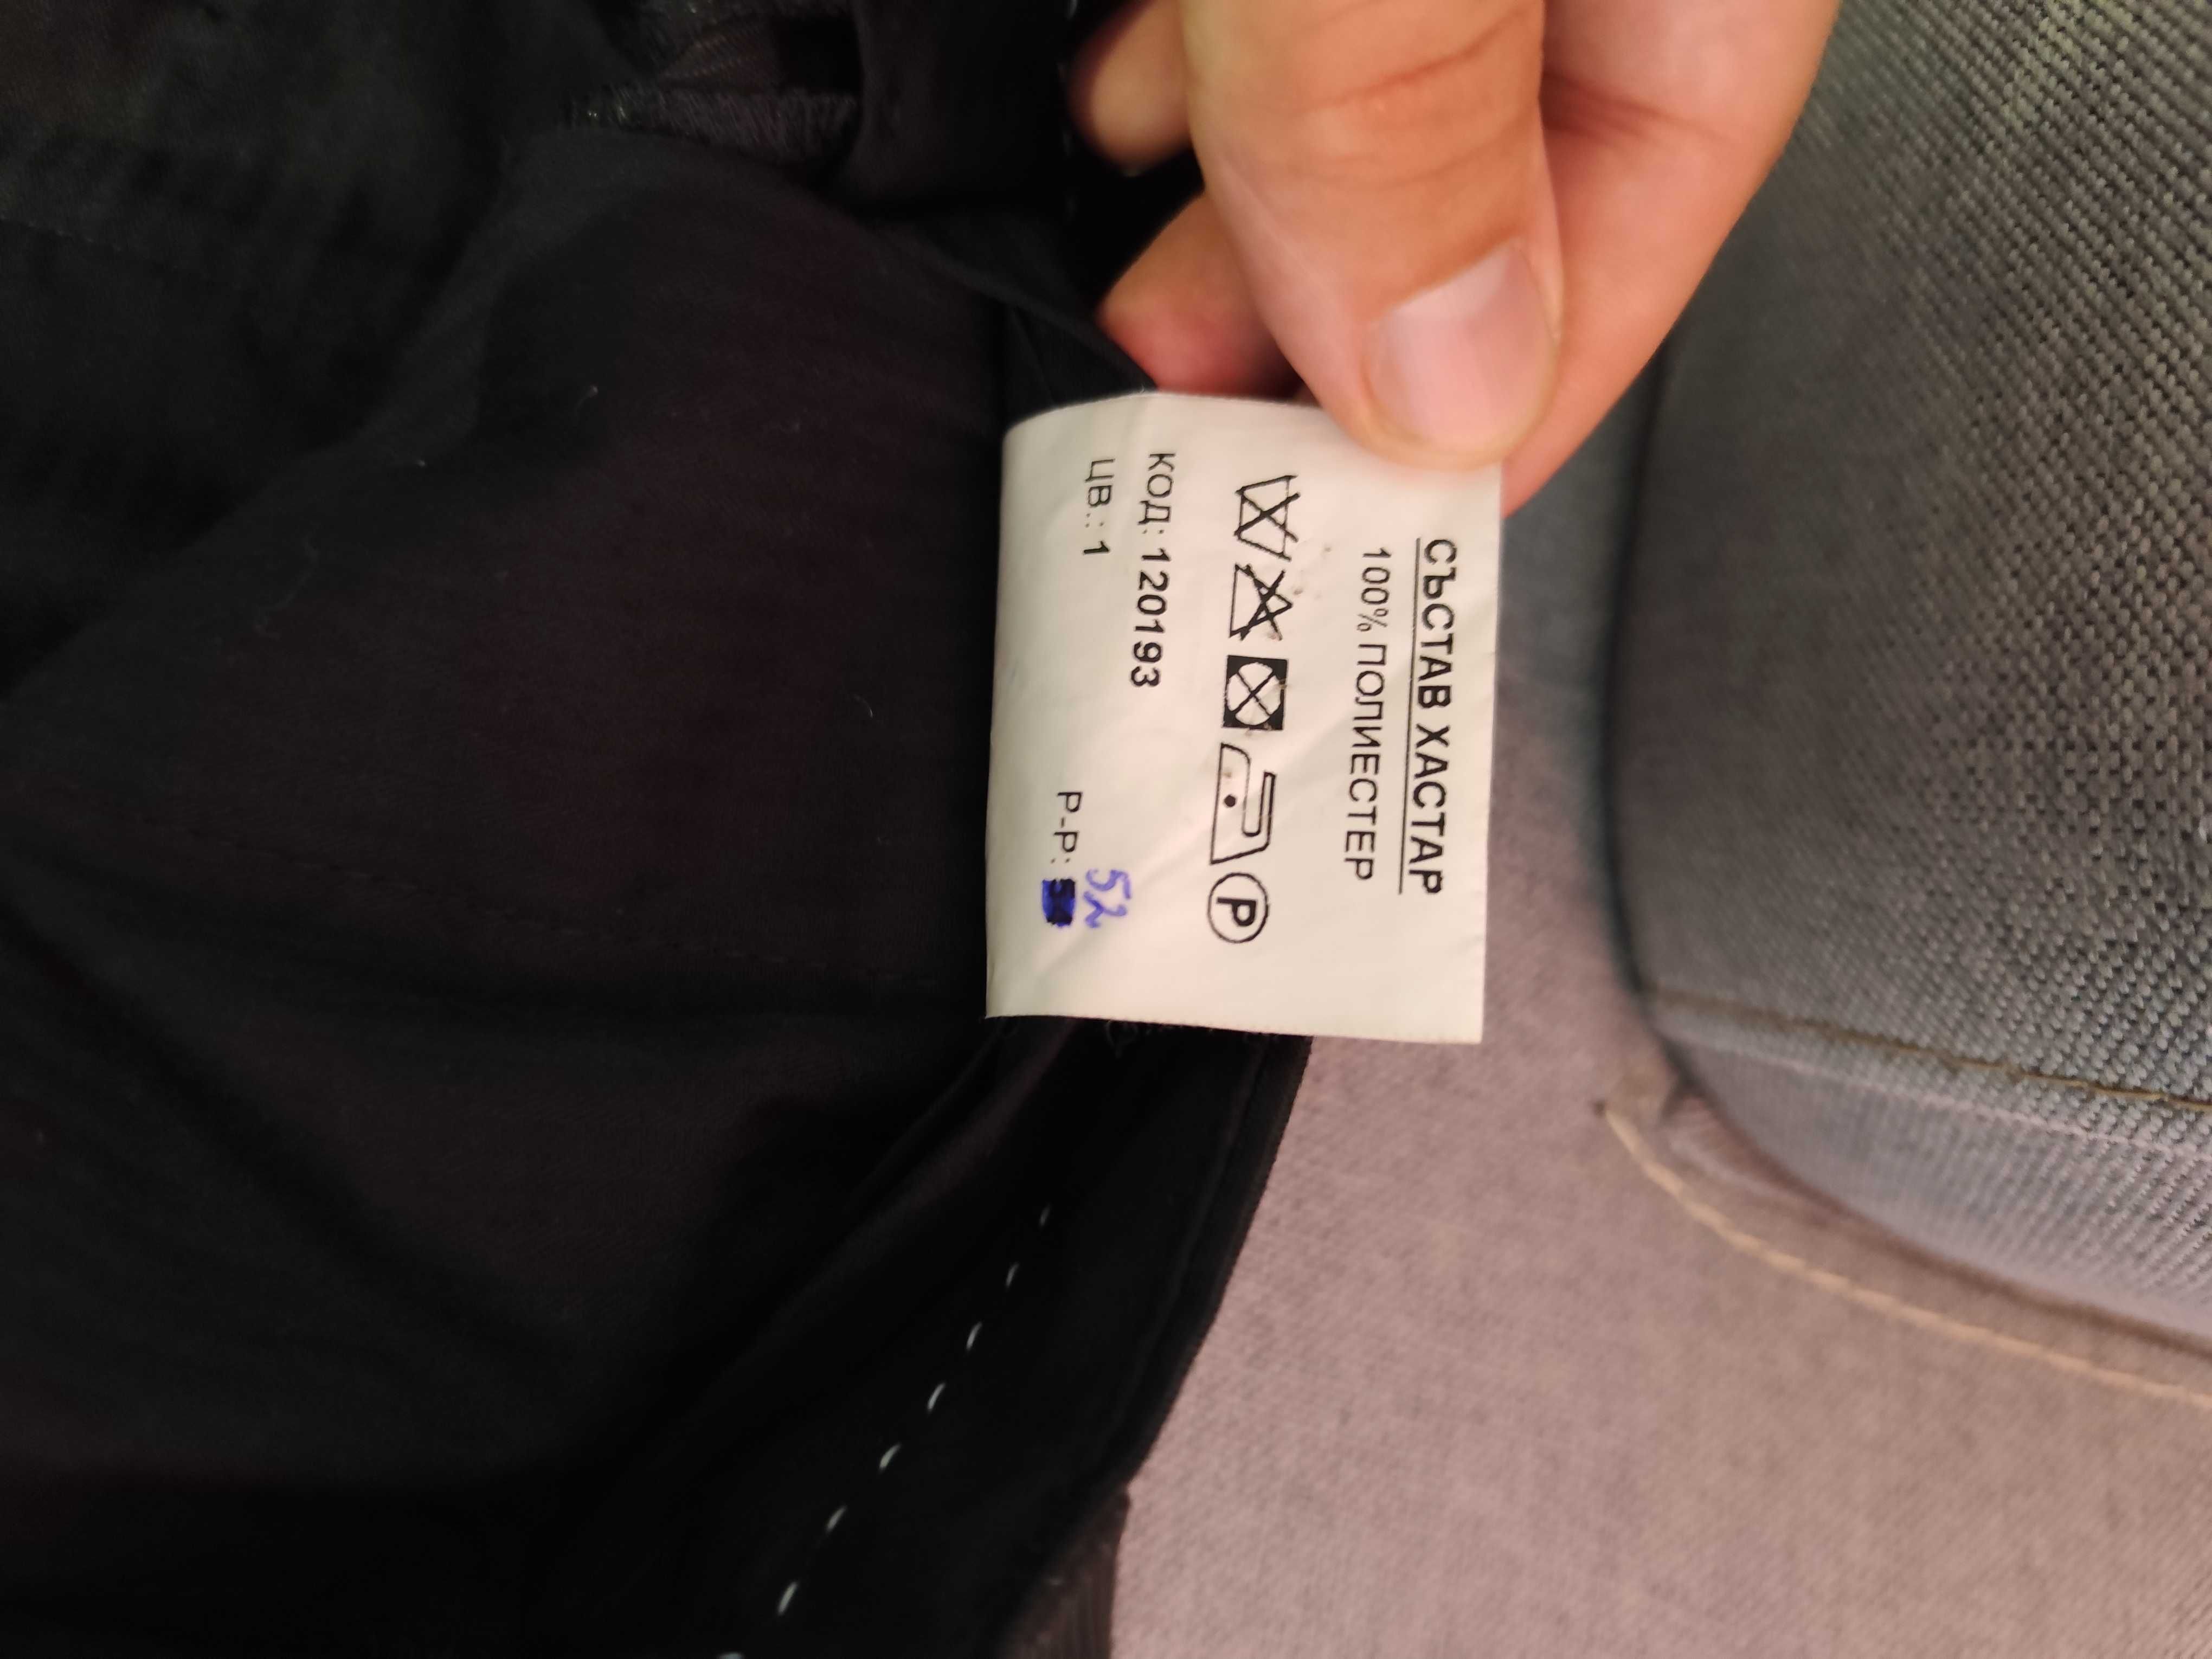 СЪСТАВ ХАСТАР
100% ПОЛИЕСТЕР
P
КОД: 120193
ЦВ.: 1
52
Р-Р: